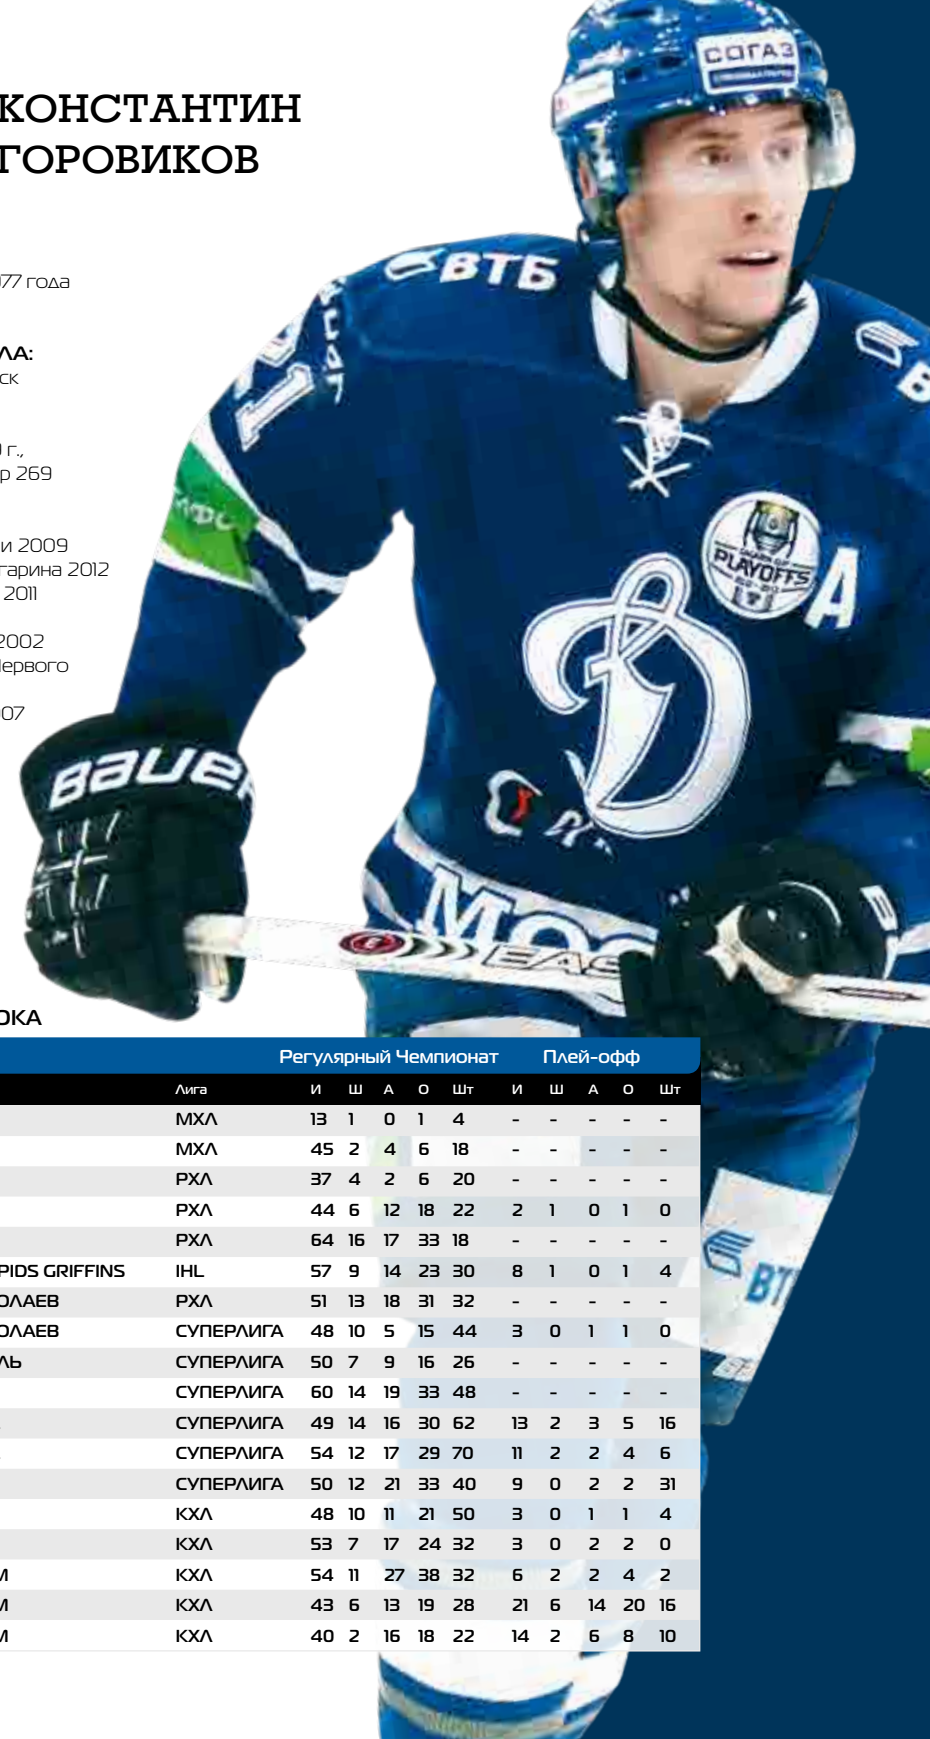 КОНСТАНТИН
ГОРОВИКОВ
977 года
ЛА:
ск
г.,
р 269
и 2009
гарина 2012
2011
2002
Первого
007
ОКА
СОГАЗ
ВТБ
21
PLAYOFFS
А
Д
BAUER
МОС
EAS
ВТ
Регулярный Чемпионат Плей-офф
Лига И Ш А О Шт И Ш А О Шт
МХЛ 13 1 0 1 4 - - - - -
МХЛ 45 2 4 6 18 - - - - -
РХЛ 37 4 2 6 20 - - - - -
РХЛ 44 6 12 18 22 2 1 0 1 0
РХЛ 64 16 17 33 18 - - - - -
PIDS GRIFFINS IHL 57 9 14 23 30 8 1 0 1 4
ОЛАЕВ РХЛ 51 13 18 31 32 - - - - -
ОЛАЕВ СУПЕРЛИГА 48 10 5 15 44 3 0 1 1 0
ЛЬ СУПЕРЛИГА 50 7 9 16 26 - - - - -
СУПЕРЛИГА 60 14 19 33 48 - - - - -
СУПЕРЛИГА 49 14 16 30 62 13 2 3 5 16
СУПЕРЛИГА 54 12 17 29 70 11 2 2 4 6
СУПЕРЛИГА 50 12 21 33 40 9 0 2 2 31
КХЛ 48 10 11 21 50 3 0 1 1 4
КХЛ 53 7 17 24 32 3 0 2 2 0
М КХЛ 54 11 27 38 32 6 2 2 4 2
М КХЛ 43 6 13 19 28 21 6 14 20 16
М КХЛ 40 2 16 18 22 14 2 6 8 10